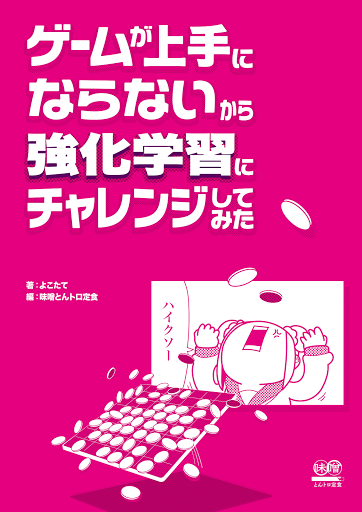 ゲームが上手に
ならないから
強化学習に
チャレンジしてみた
著：よこたて
編：味噌とんトロ定食
ハイクソー
味噌
とんトロ定食